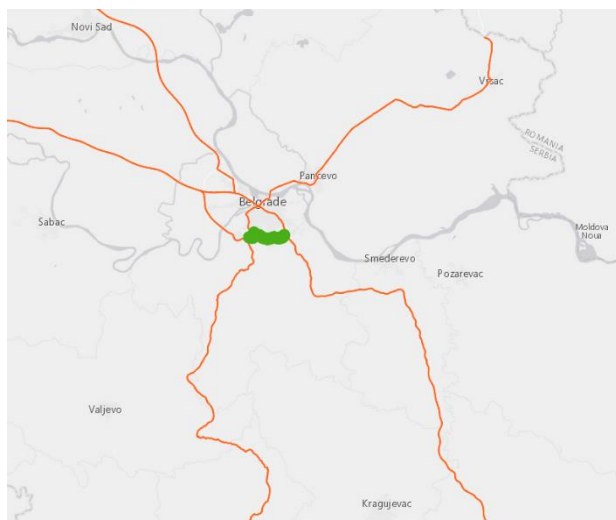 Novi Sad
Vrsac
ROMANIA
SERBIA
Pancevo
Belgrade
Sabac
Moldova
Noua
Smederevo
Pozarevac
Valjevo
Kragujevac